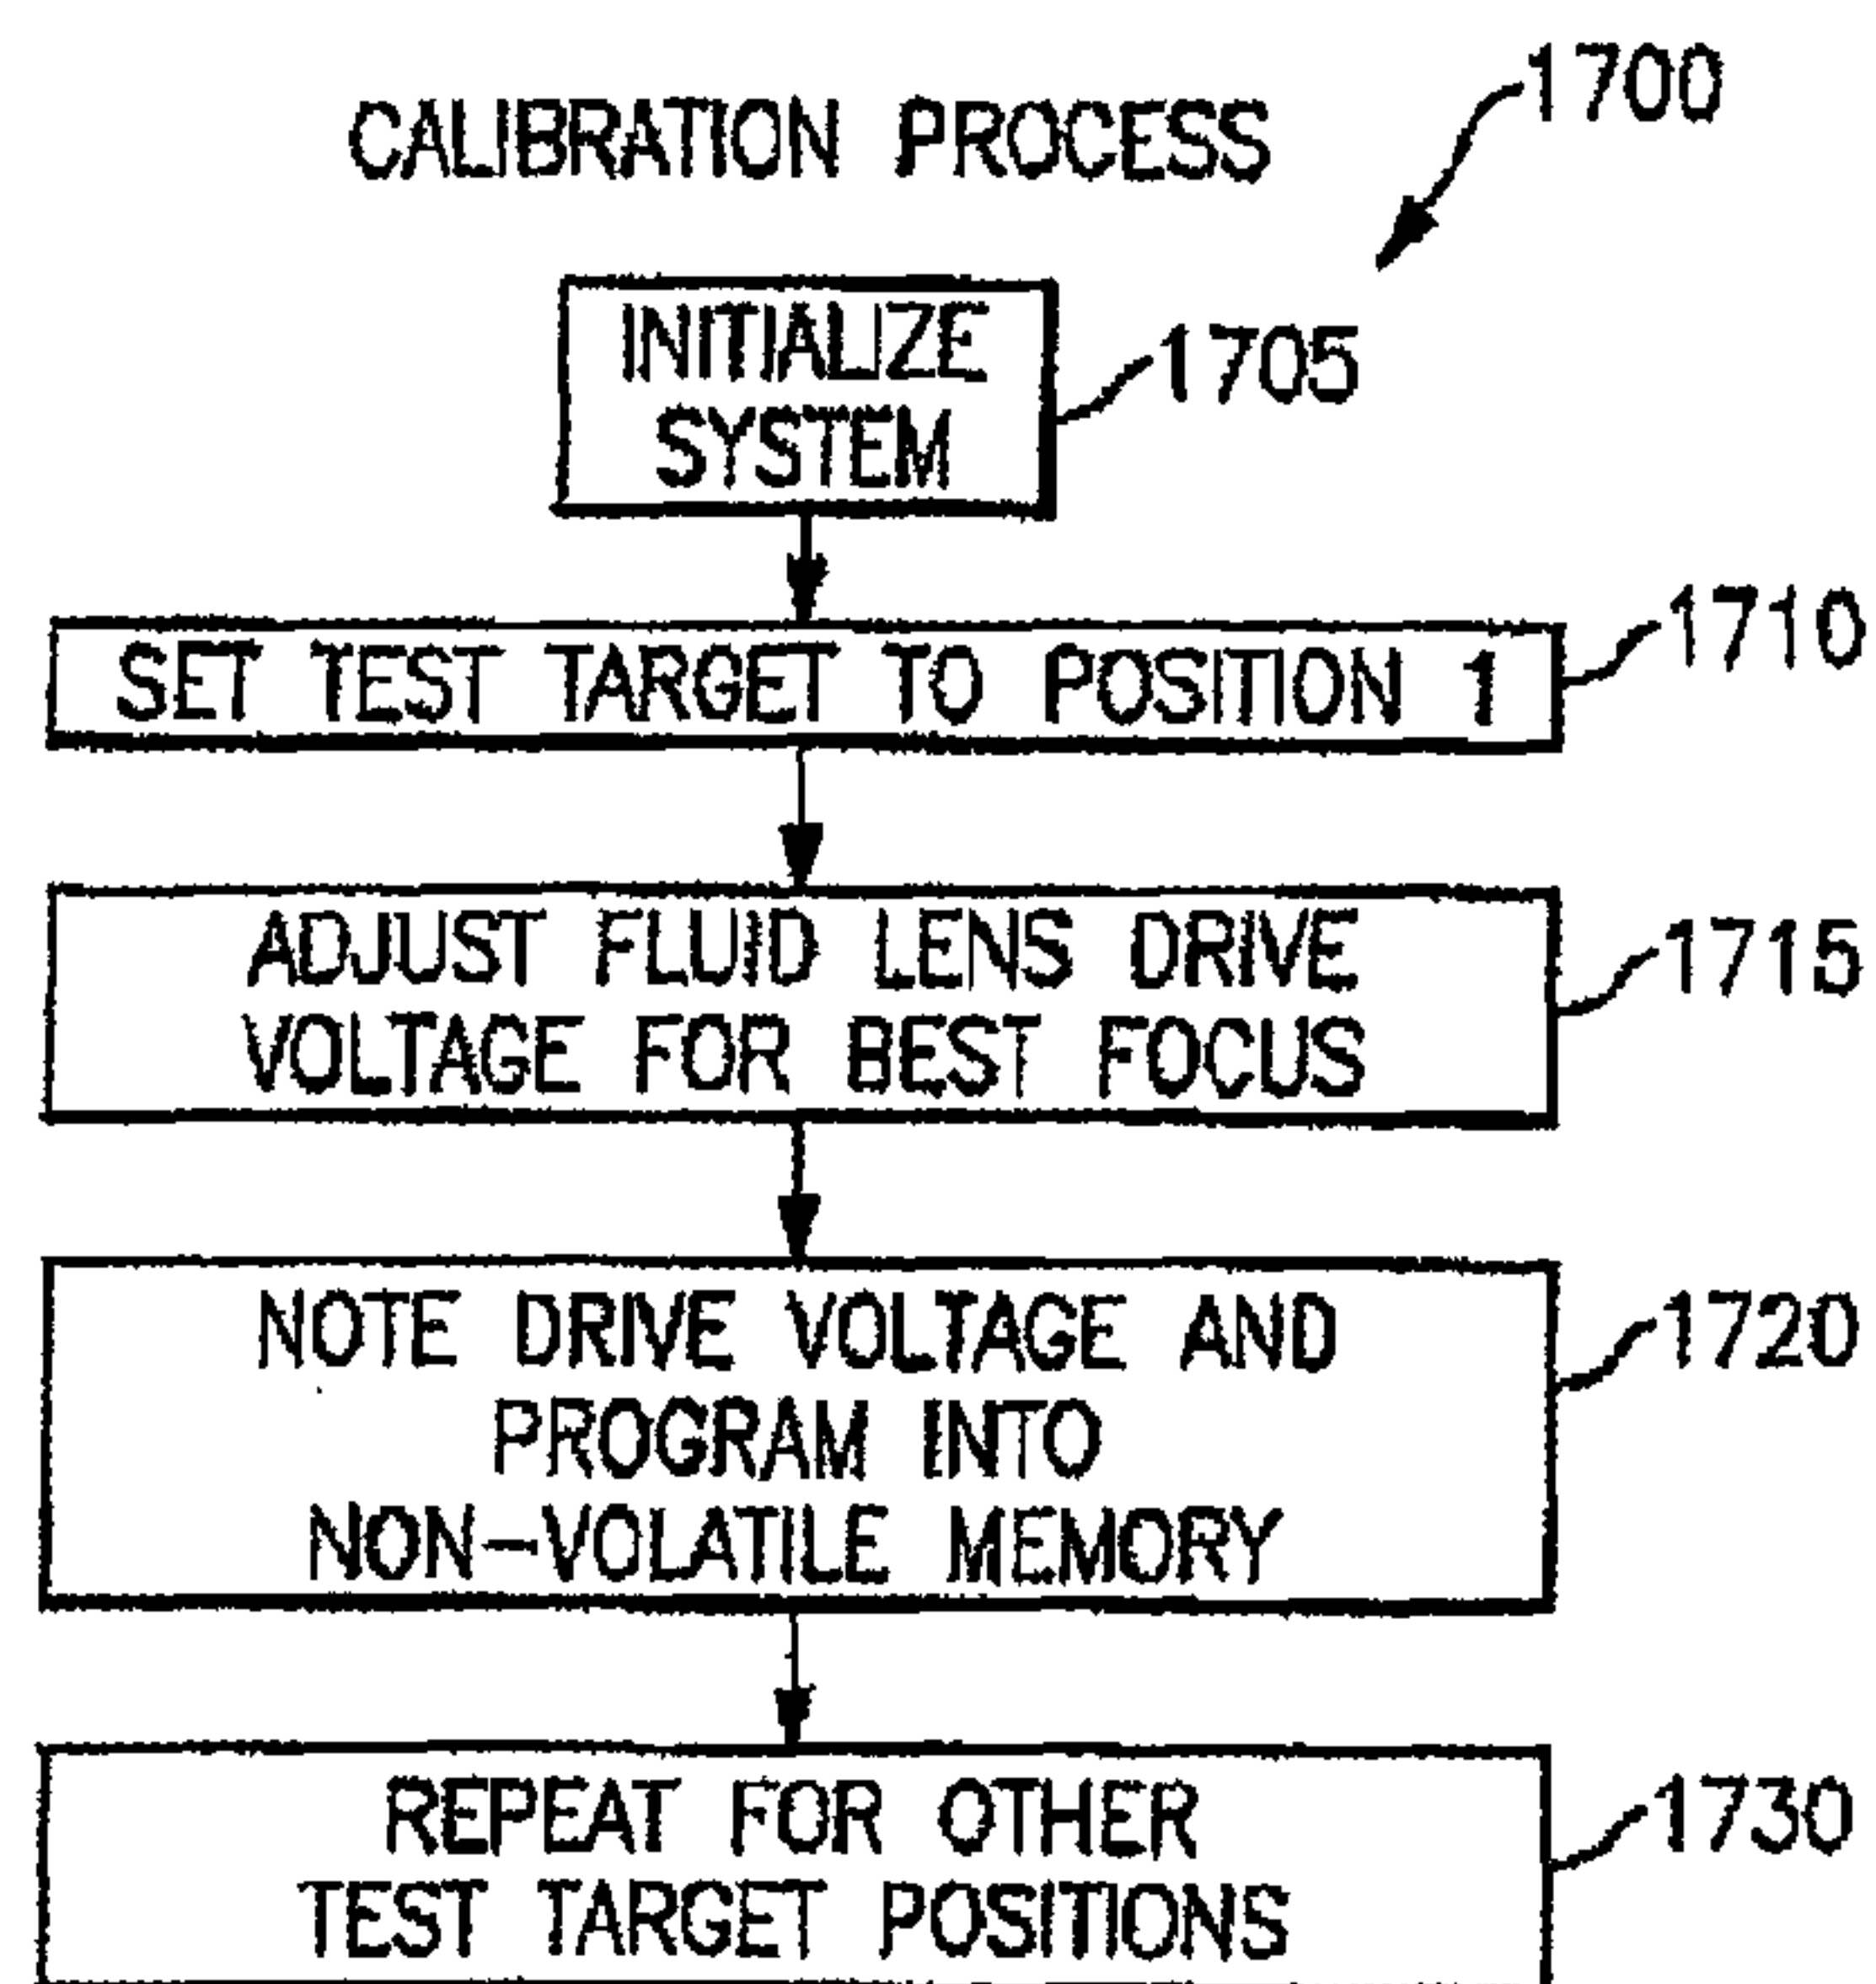 1700
CALIBRATION PROCESS
INITIALIZE
SYSTEM
1705
SET TEST TARGET TO POSITION 1
1710
ADJUST FLUID LENS DRIVE
VOLTAGE FOR BEST FOCUS
1715
NOTE DRIVE VOLTAGE AND
PROGRAM INTO
NON-VOLATILE MEMORY
1720
REPEAT FOR OTHER
TEST TARGET POSITIONS
1730